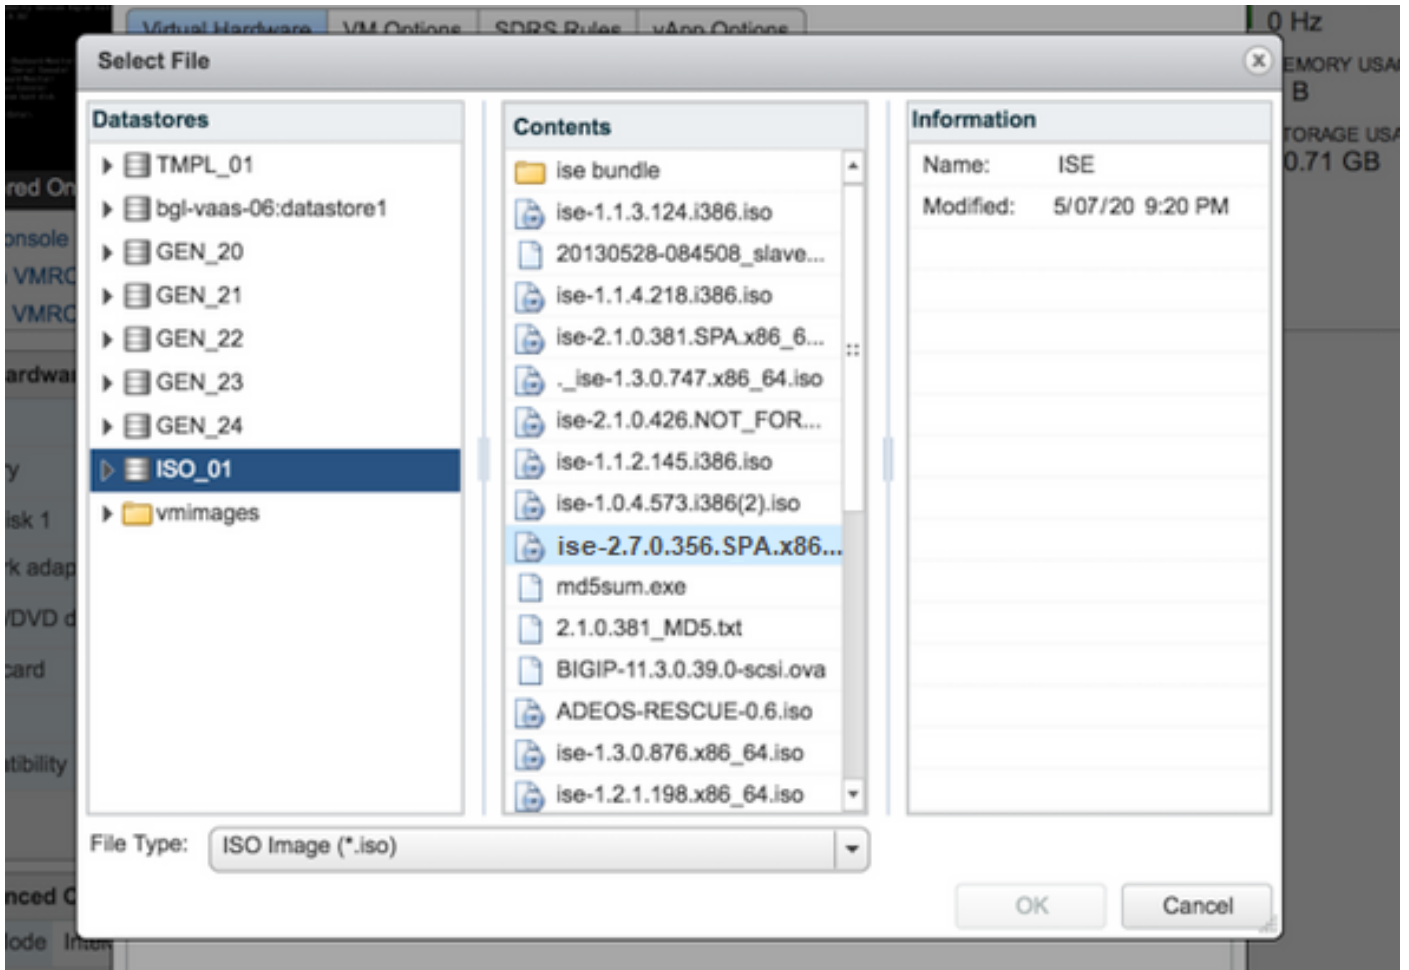 Virtual Hardware VM Options SDRS Rules vApp Options
0 Hz
Select File
EMORY USA
B
TORAGE USA
0.71 GB
Datastores
TMPL_01
bgl-vaas-06:datastore1
GEN_20
GEN_21
GEN_22
GEN_23
GEN_24
ISO_01
vmimages
Contents
ise bundle
ise-1.1.3.124.i386.iso
20130528-084508_slave...
ise-1.1.4.218.i386.iso
ise-2.1.0.381.SPA.x86_6...
._ise-1.3.0.747.x86_64.iso
ise-2.1.0.426.NOT_FOR...
ise-1.1.2.145.i386.iso
ise-1.0.4.573.i386(2).iso
ise-2.7.0.356.SPA.x86...
md5sum.exe
2.1.0.381_MD5.txt
BIGIP-11.3.0.39.0-scsi.ova
ADEOS-RESCUE-0.6.iso
ise-1.3.0.876.x86_64.iso
ise-1.2.1.198.x86_64.iso
Information
Name: ISE
Modified: 5/07/20 9:20 PM
File Type: ISO Image (*.iso)
OK Cancel
red On
onsole
VMRC
VMRC
ardwa
ry
isk 1
rk adap
/DVD d
card
tibility
nced C
lode Intel